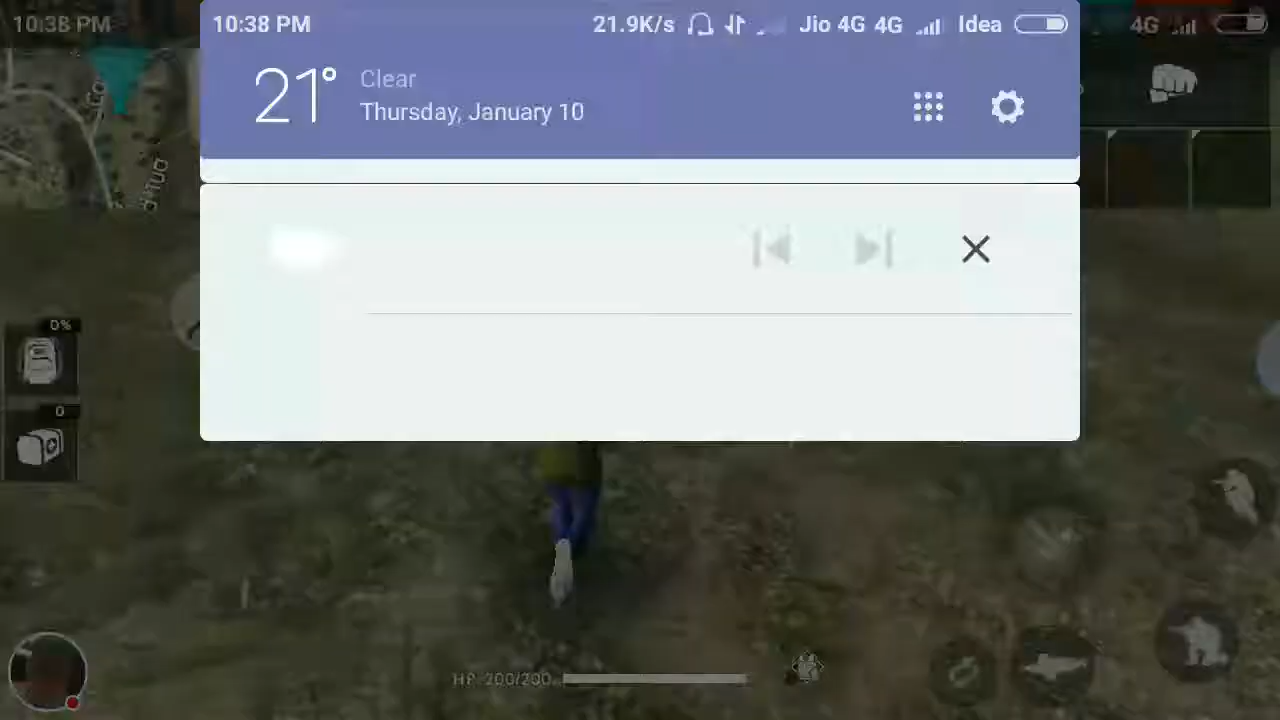 10:38 PM
10:38 PM 21.9K/s Jio 4G 4G Idea
4G
21° Clear
Thursday, January 10
0%
0
HP 200/200